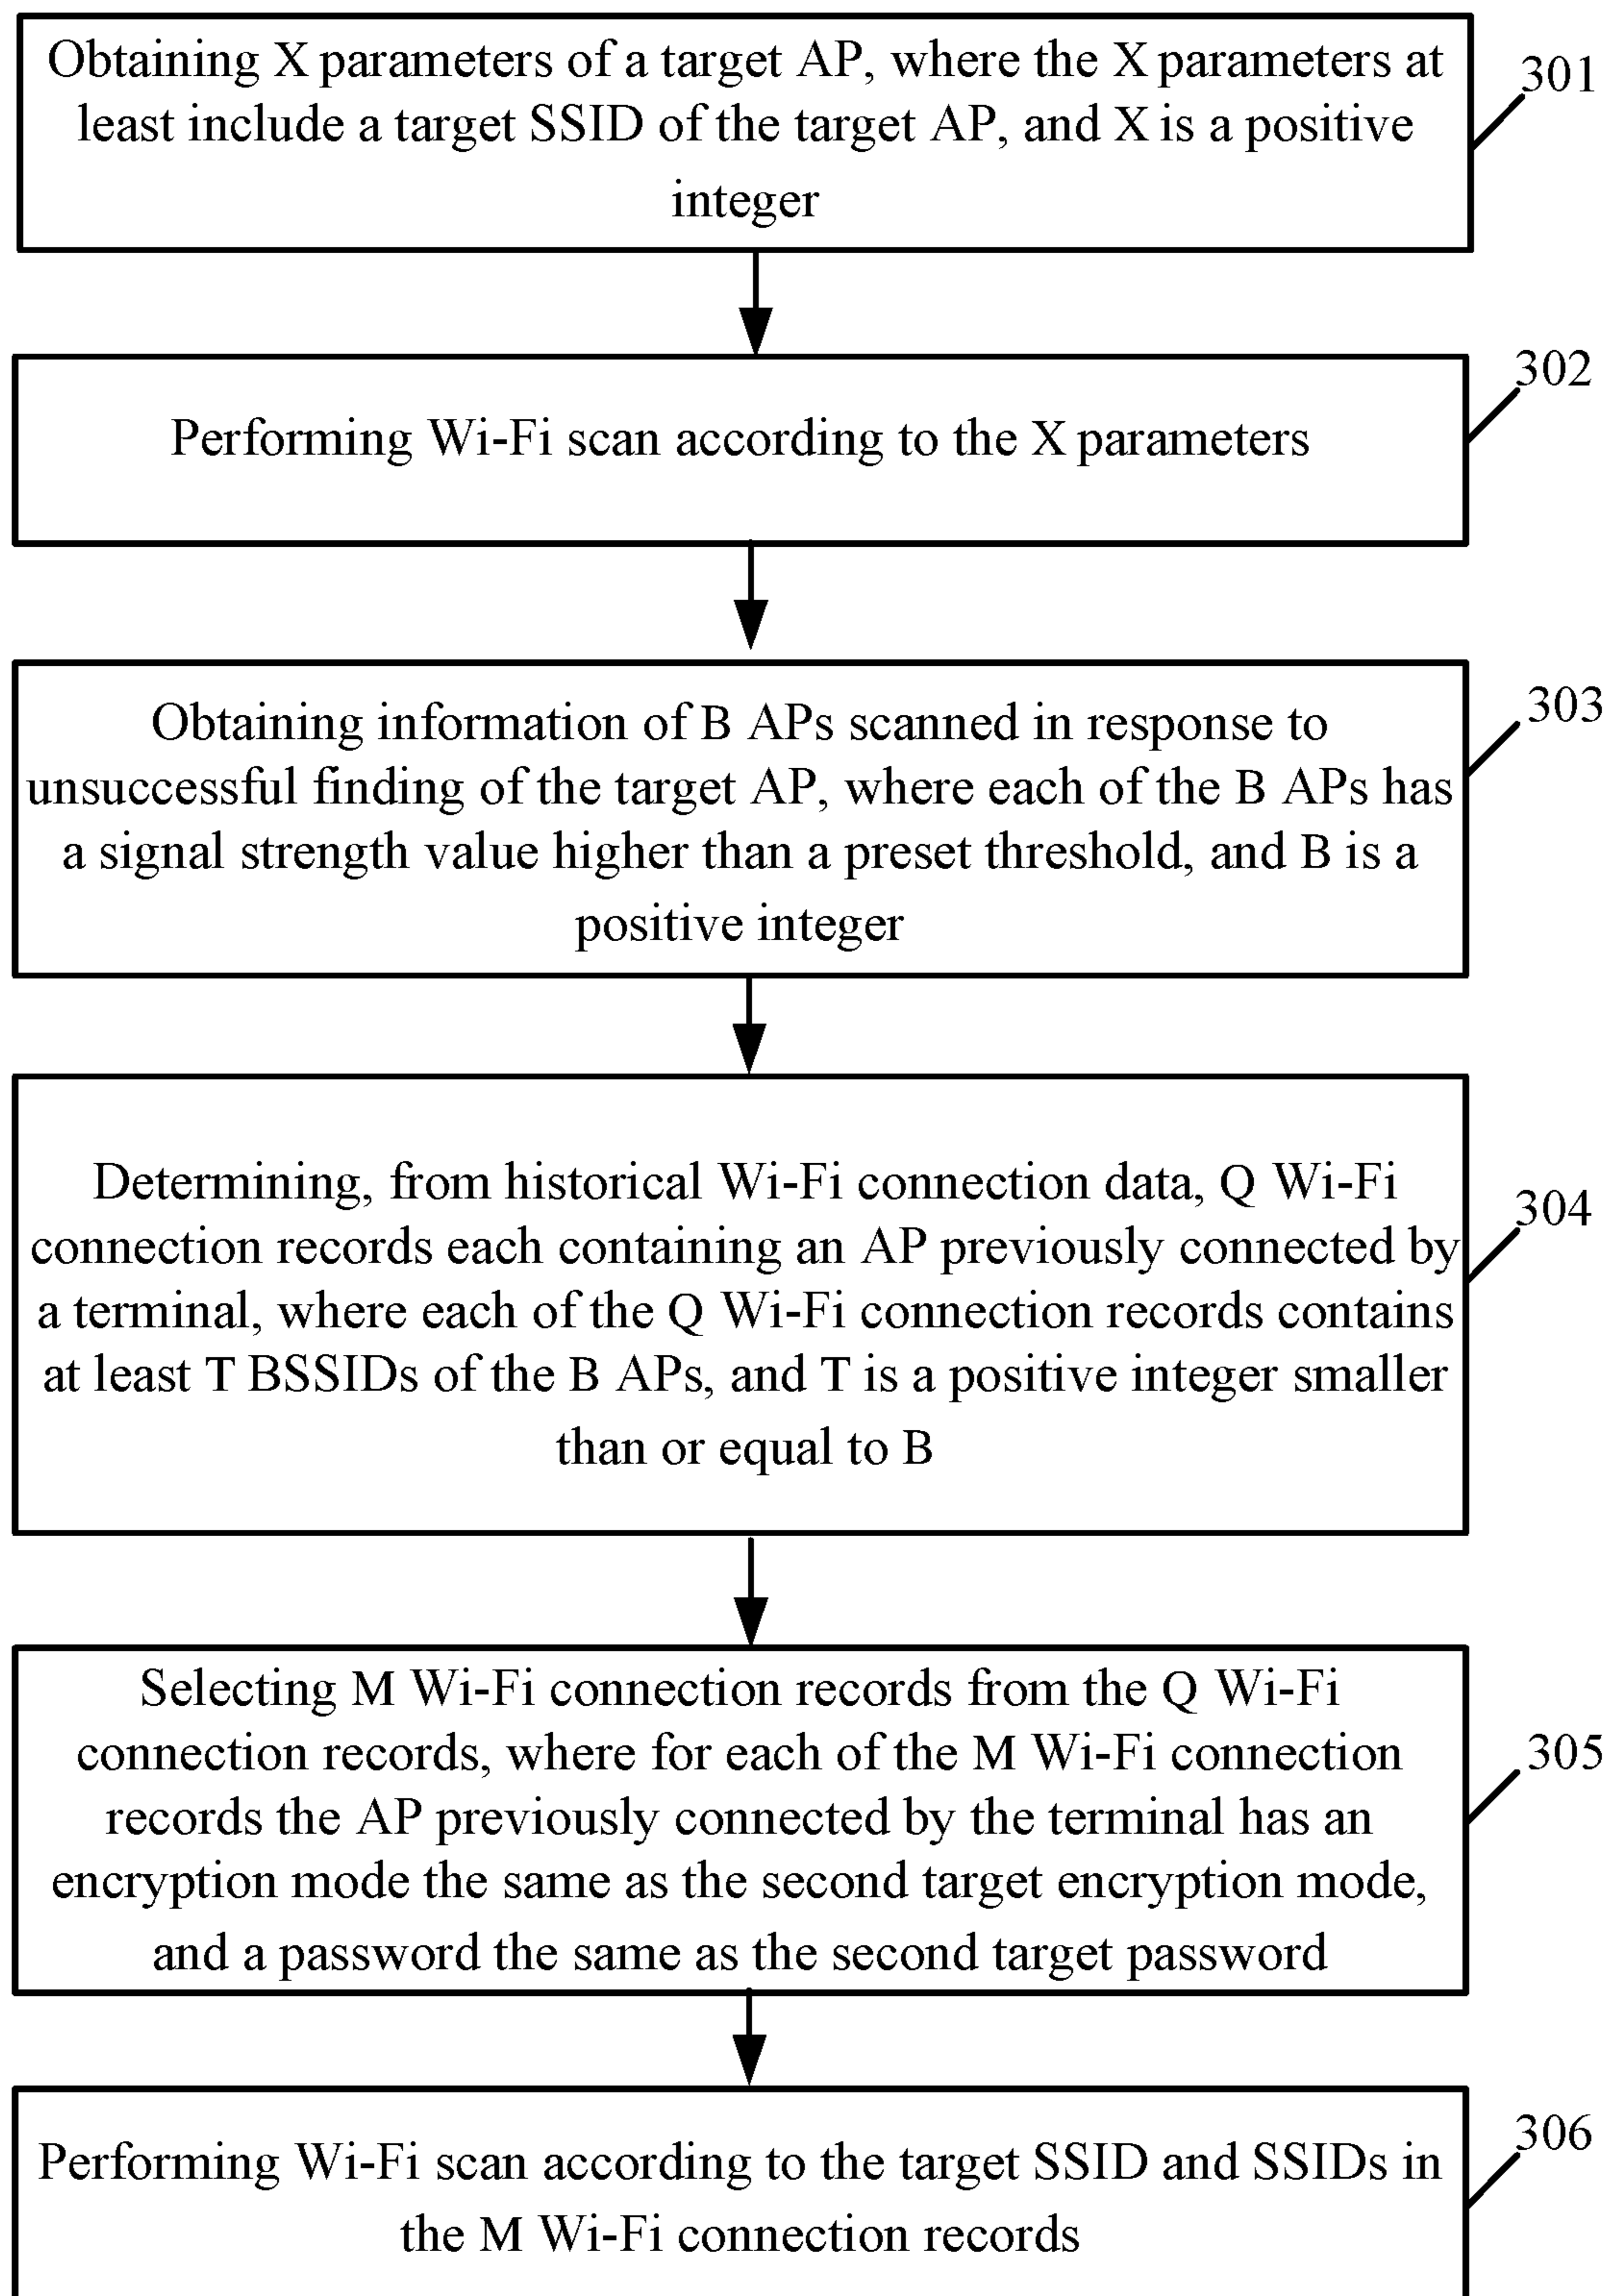 Obtaining X parameters of a target AP, where the X parameters at
least include a target SSID of the target AP, and X is a positive
integer
301
Performing Wi-Fi scan according to the X parameters
302
Obtaining information of B APs scanned in response to
unsuccessful finding of the target AP, where each of the B APs has
a signal strength value higher than a preset threshold, and B is a
positive integer
303
Determining, from historical Wi-Fi connection data, Q Wi-Fi
connection records each containing an AP previously connected by
a terminal, where each of the Q Wi-Fi connection records contains
at least T BSSIDs of the B APs, and T is a positive integer smaller
than or equal to B
304
Selecting M Wi-Fi connection records from the Q Wi-Fi
connection records, where for each of the M Wi-Fi connection
records the AP previously connected by the terminal has an
encryption mode the same as the second target encryption mode,
and a password the same as the second target password
305
Performing Wi-Fi scan according to the target SSID and SSIDs in
the M Wi-Fi connection records
306